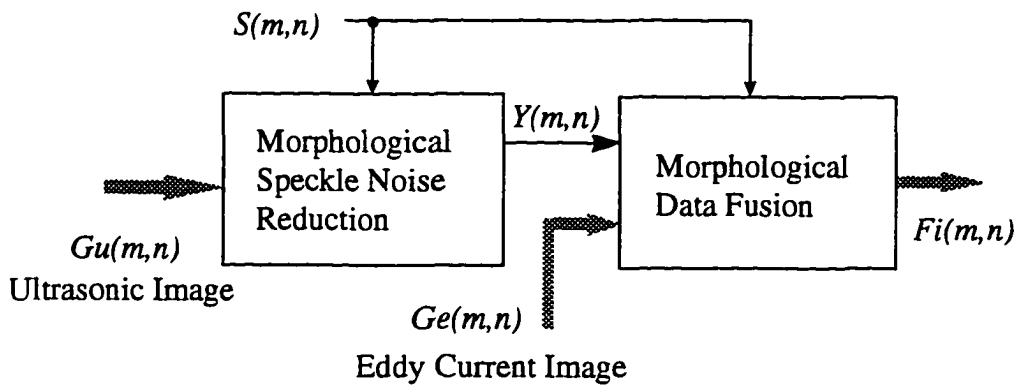 S(m,n)
Morphological
Speckle Noise
Reduction
Y(m,n)
Morphological
Data Fusion
Gu(m,n)
Ultrasonic Image
Fi(m,n)
Ge(m,n)
Eddy Current Image